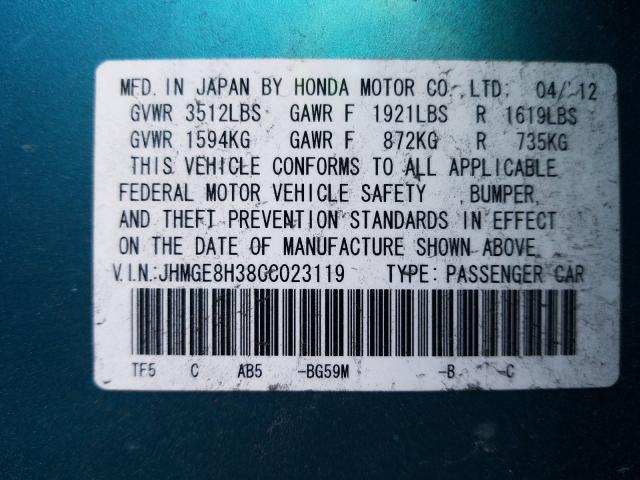 MFD. IN JAPAN BY HONDA MOTOR CO., LTD: 04/12
GVWR 3512LBS GAWR F 1921LBS R 1619LBS
GVWR 1594KG GAWR F 872KG R 735KG
THIS VEHICLE CONFORMS TO ALL APPLICABLE
FEDERAL MOTOR VEHICLE SAFETY , BUMPER,
AND THEFT PREVENTION STANDARDS IN EFFECT
ON THE DATE OF MANUFACTURE SHOWN ABOVE.
V.I.N.:JHMGE8H38CC023119 TYPE: PASSENGER CAR
TF5 C AB5 -BG59M -B -C